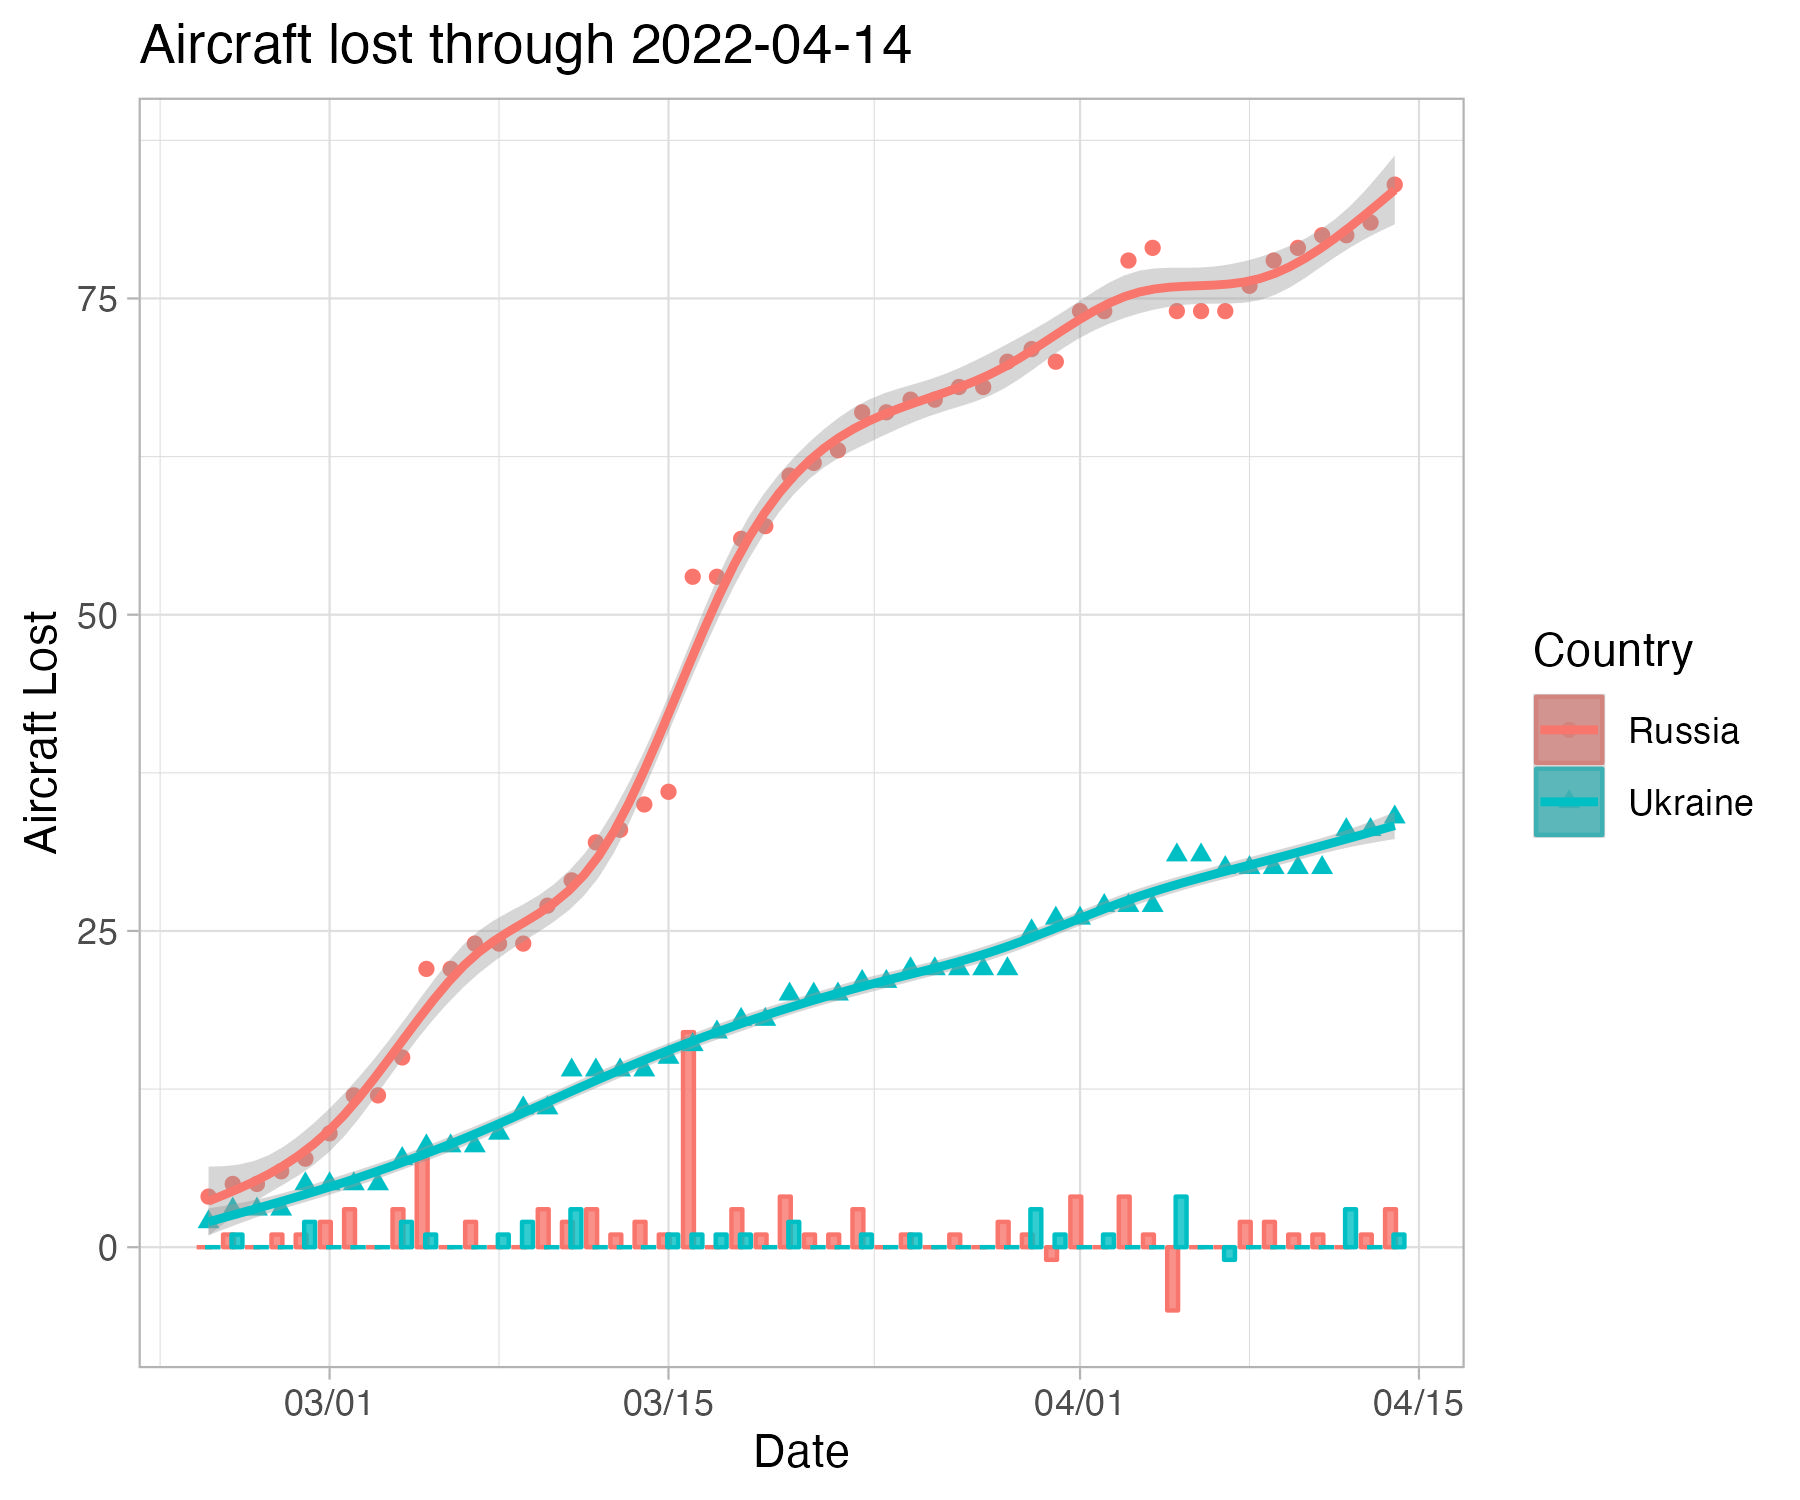 Aircraft lost through 2022-04-14
Aircraft Lost
75
50
25
0
03/01
03/15
04/01
04/15
Date
Country
Russia
Ukraine